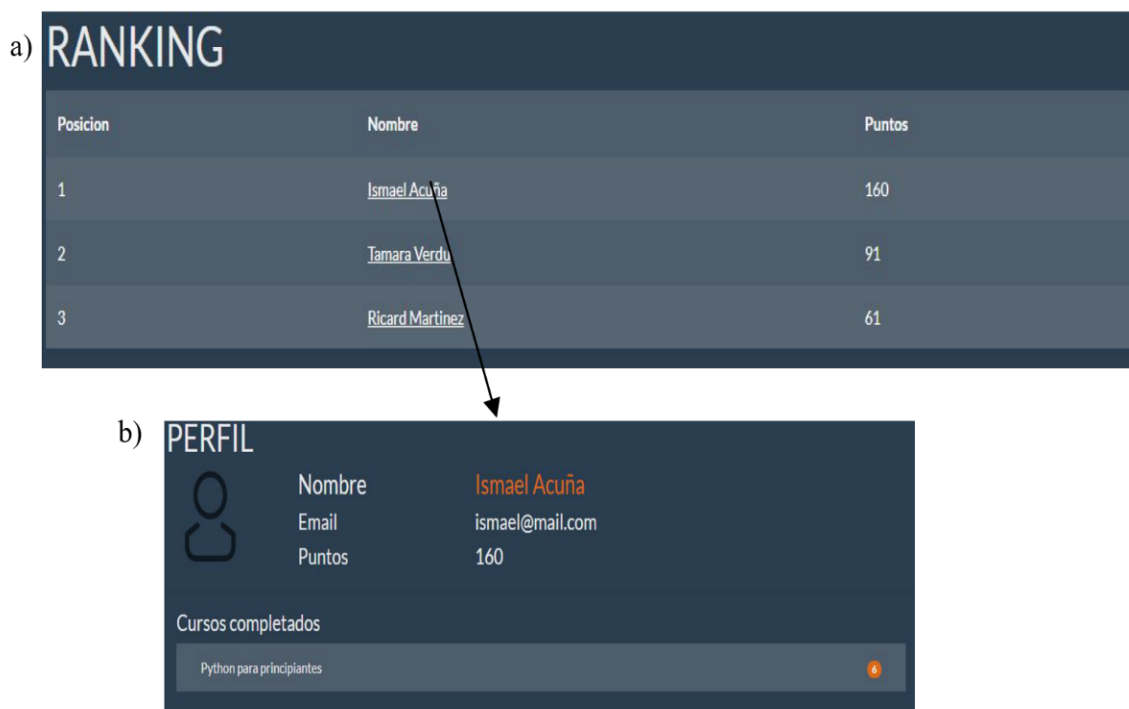 a) RANKING
Posicion Nombre Puntos
1 Ismael Acuña 160
2 Tamara Verdu 91
3 Ricard Martinez 61
b) PERFIL
Nombre Ismael Acuña
Email ismael@mail.com
Puntos 160
Cursos completados
Python para principiantes 6